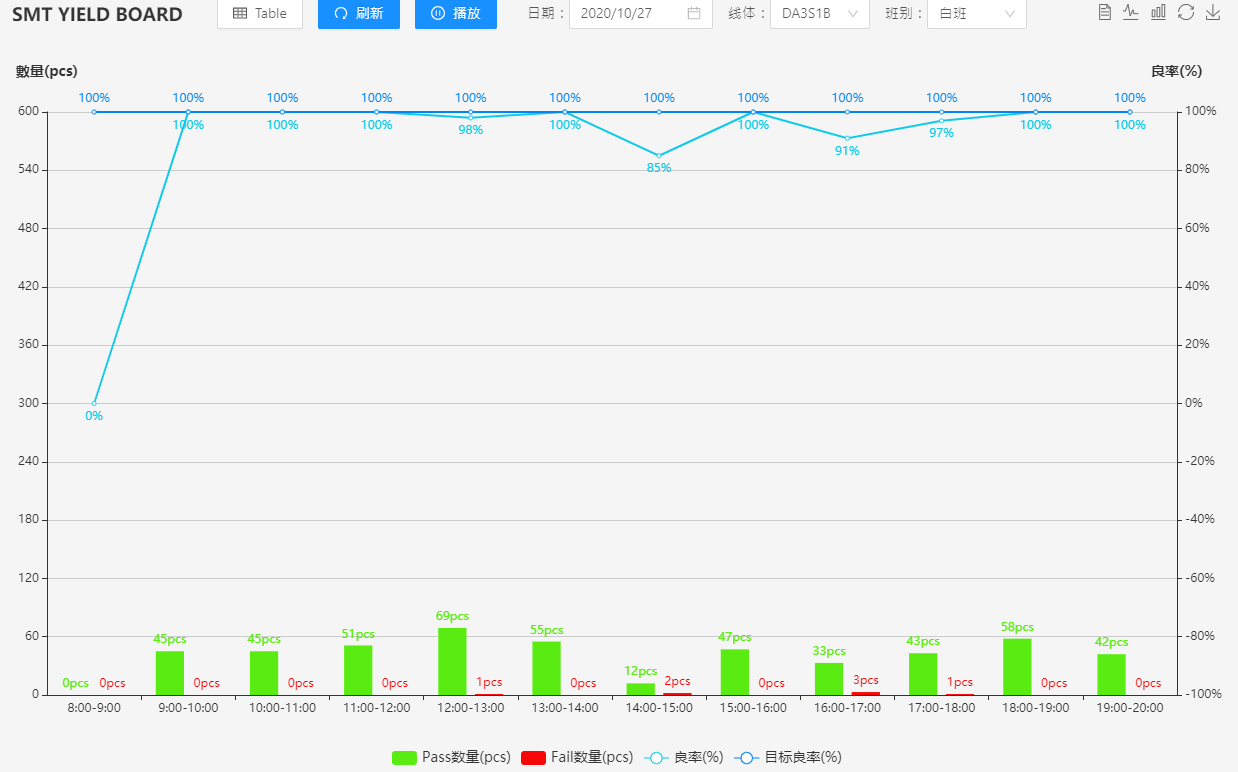 SMT YIELD BOARD Table 刷新 播放 日期： 2020/10/27 线体： DA3S1B 班别： 白班
數量(pcs) 良率(%)
100% 100% 100% 100% 100% 100% 100% 100% 100% 100% 100% 100%
600 100%
100% 100% 100% 98% 100% 100% 97% 100% 100%
91%
85%
540 80%
480 60%
420 40%
360 20%
300 0%
0%
240 -20%
180 -40%
120 -60%
69pcs
58pcs
55pcs
51pcs
60 -80%
45pcs 45pcs 47pcs 43pcs 42pcs
33pcs
12pcs
0pcs 0pcs 0pcs 0pcs 0pcs 1pcs 0pcs 2pcs 0pcs 3pcs 1pcs 0pcs 0pcs
0 -100%
8:00-9:00 9:00-10:00 10:00-11:00 11:00-12:00 12:00-13:00 13:00-14:00 14:00-15:00 15:00-16:00 16:00-17:00 17:00-18:00 18:00-19:00 19:00-20:00
Pass数量(pcs) Fail数量(pcs) 良率(%) 目标良率(%)